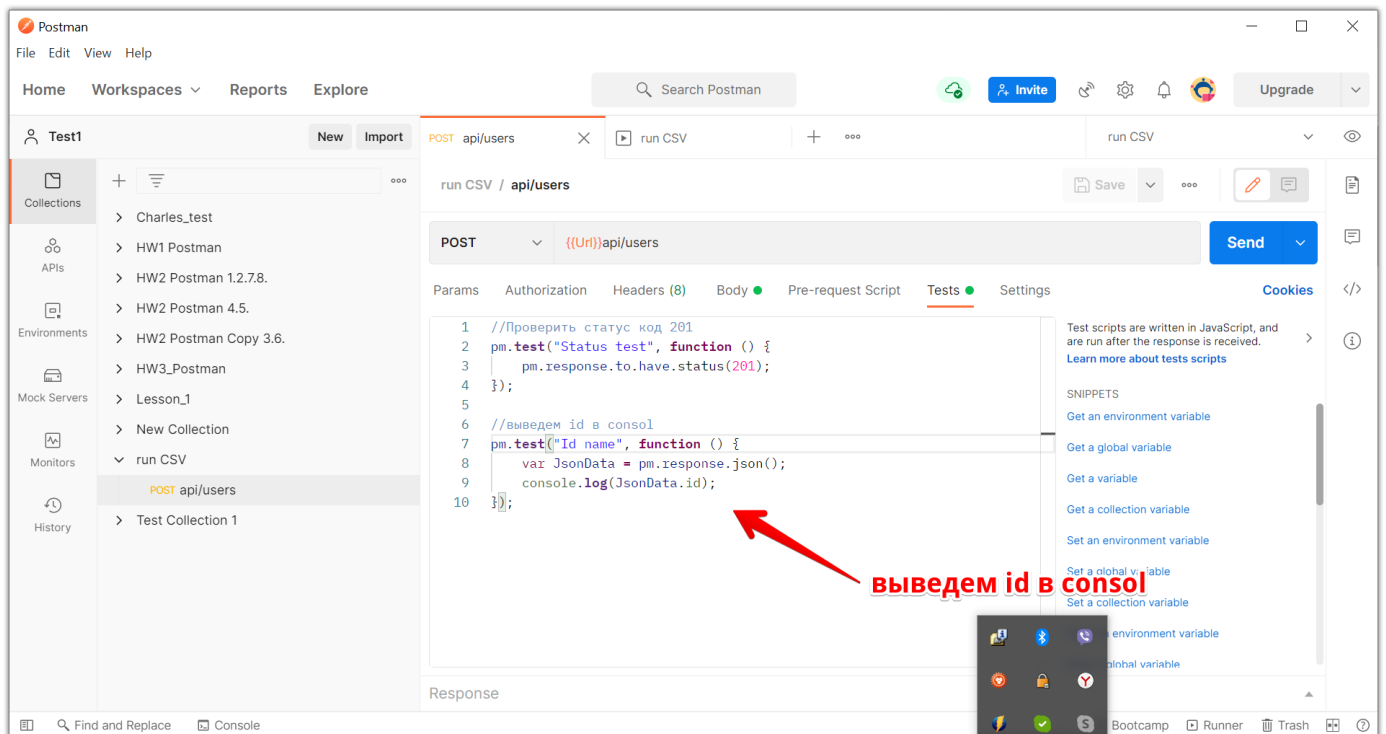 Postman
File Edit View Help
Home Workspaces Reports Explore Search Postman Invite Upgrade
Test1 New Import
POST api/users run CSV run CSV
Collections
APIs
Environments
Mock Servers
Monitors
History
Charles_test
HW1 Postman
HW2 Postman 1.2.7.8.
HW2 Postman 4.5.
HW2 Postman Copy 3.6.
HW3_Postman
Lesson_1
New Collection
run CSV
POST api/users
Test Collection 1
run CSV / api/users Save
POST {{Url}}api/users Send
Params Authorization Headers (8) Body Pre-request Script Tests Settings Cookies
1 //Проверить статус код 201
2 pm.test("Status test", function () {
3 pm.response.to.have.status(201);
4 });
5
6 //выведем id в consol
7 pm.test("Id name", function () {
8 var JsonData = pm.response.json();
9 console.log(JsonData.id);
10 });
выведем id в consol
Test scripts are written in JavaScript, and
are run after the response is received.
Learn more about tests scripts
SNIPPETS
Get an environment variable
Get a global variable
Get a variable
Get a collection variable
Set an environment variable
Set a global variable
Set a collection variable
environment variable
global variable
Response
Find and Replace Console Bootcamp Runner Trash